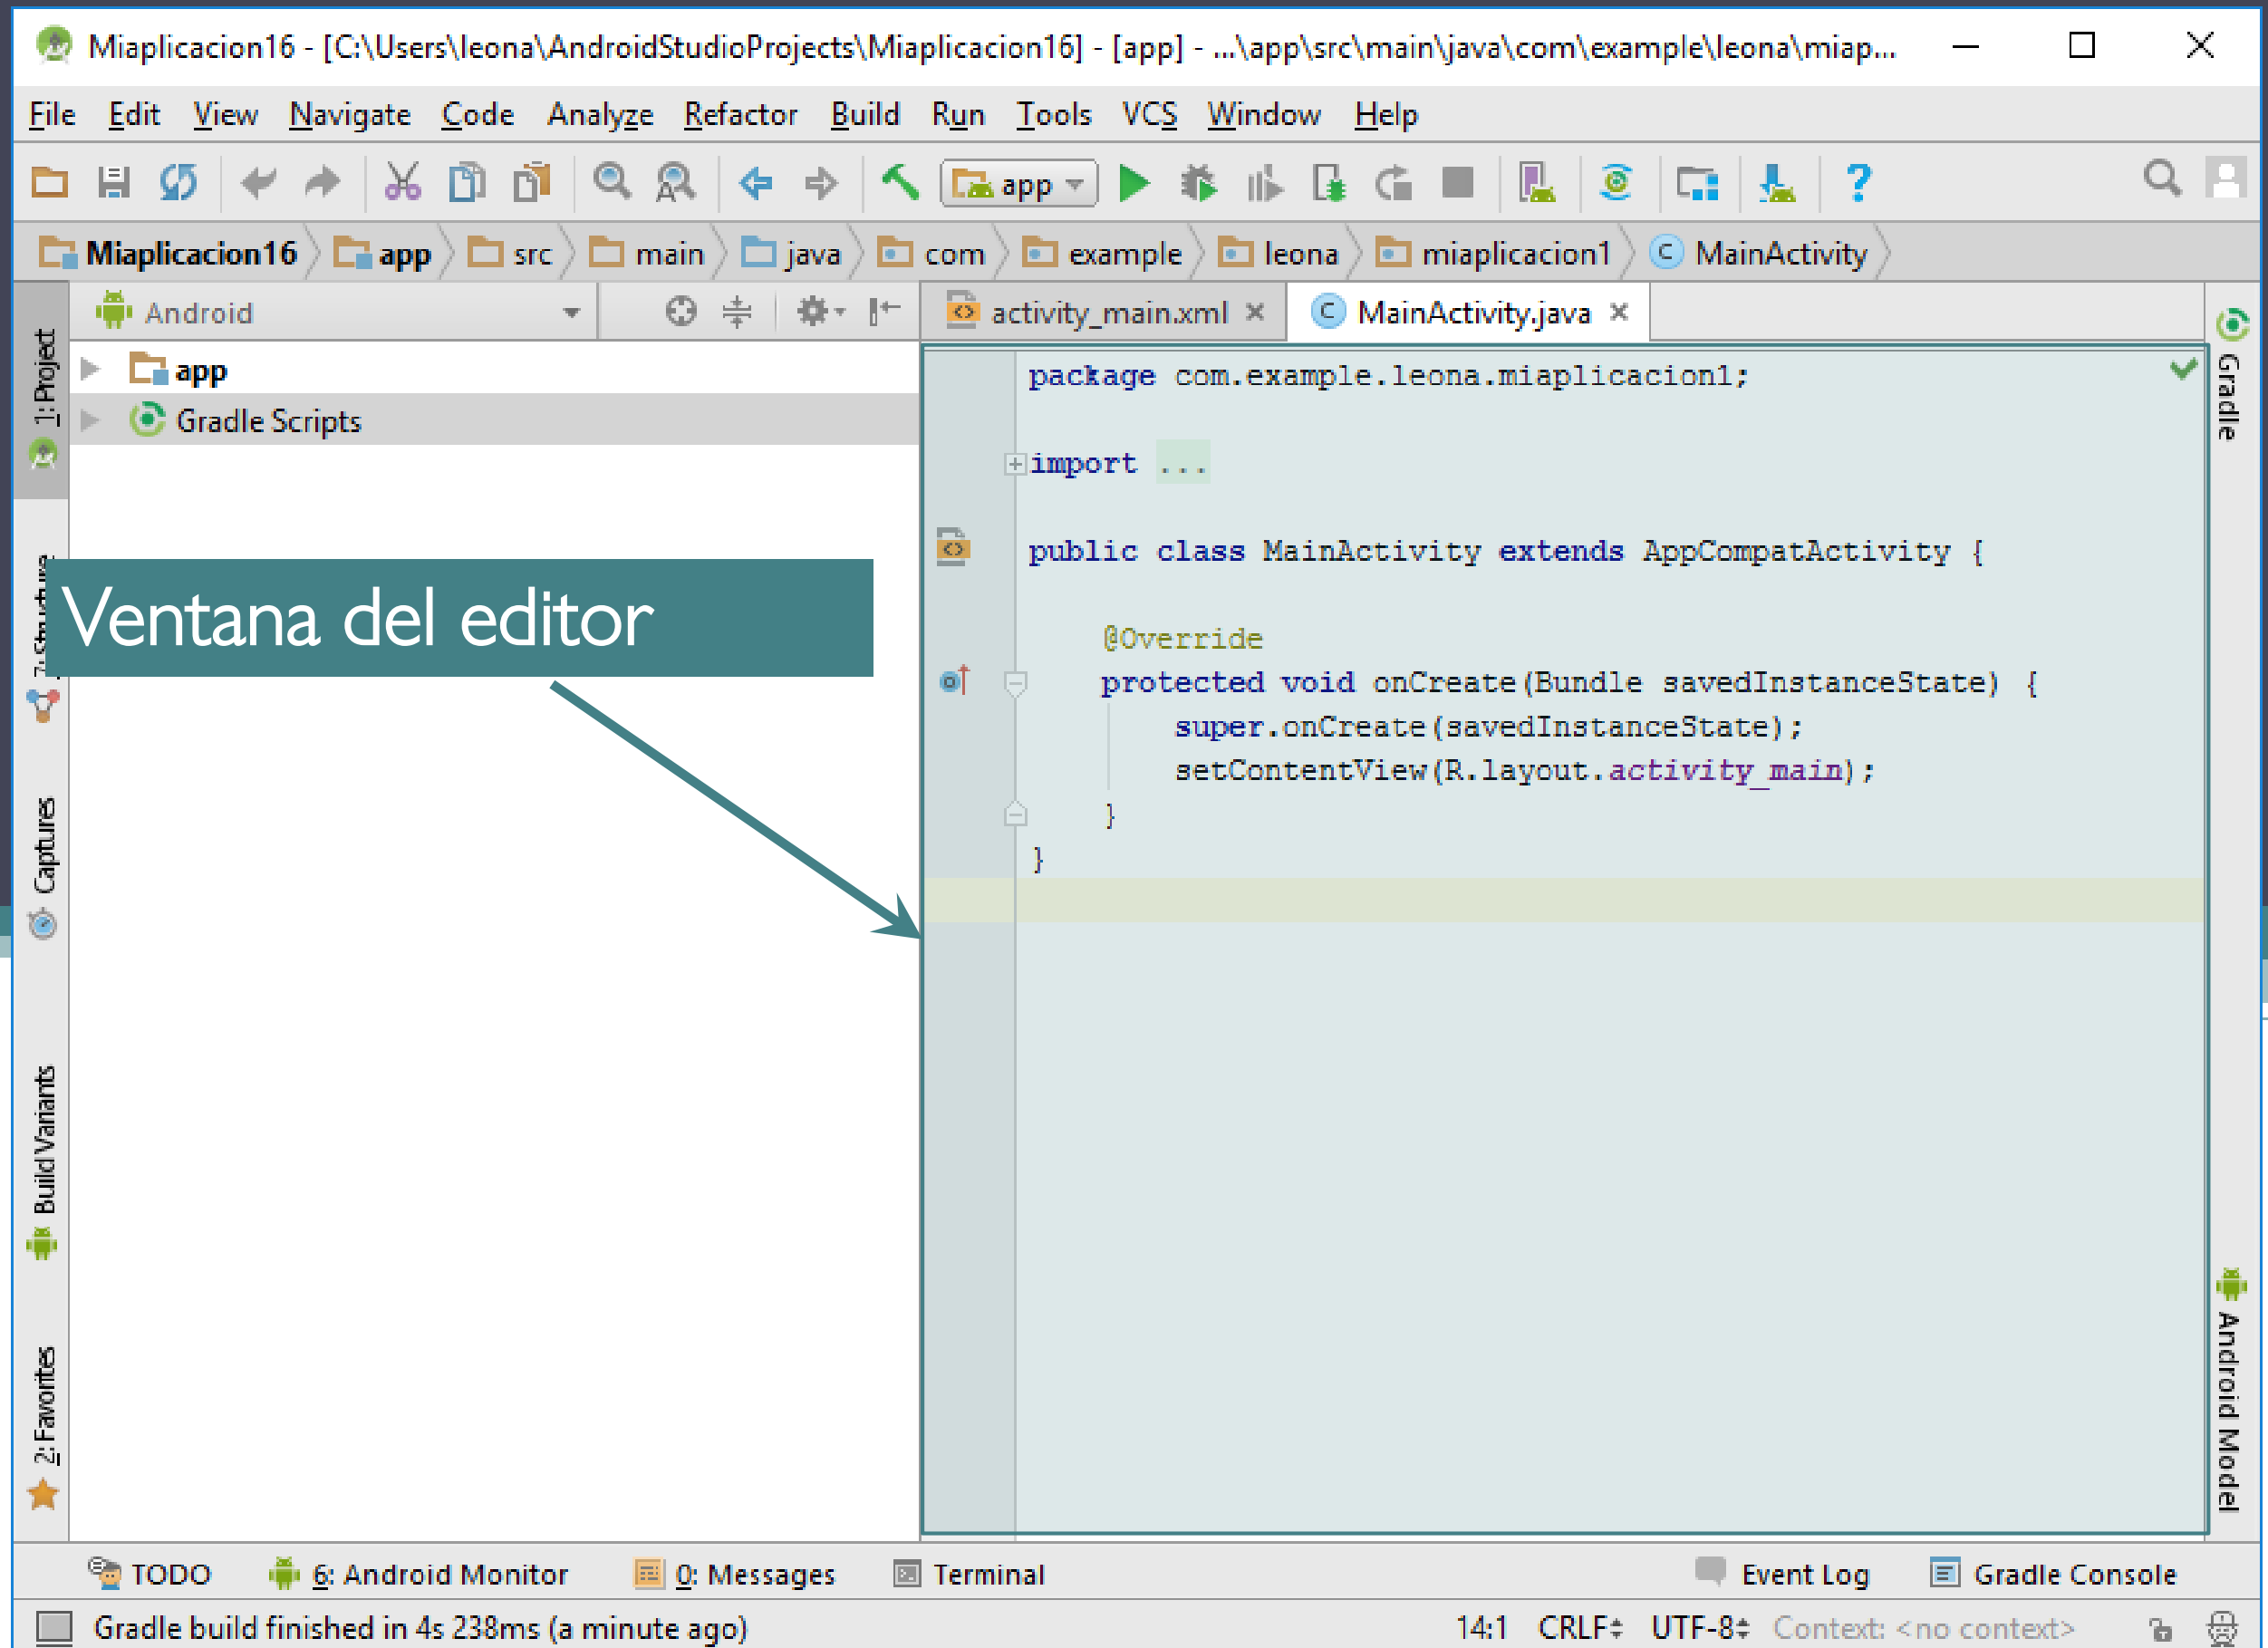 Miaplicacion16 - [C:\Users\leona\AndroidStudioProjects\Miaplicacion16] - [app] - ...\app\src\main\java\com\example\leona\miap...
File Edit View Navigate Code Analyze Refactor Build Run Tools VCS Window Help
app
Miaplicacion16 app src main java com example leona miaplicacion1 MainActivity
Android
activity_main.xml MainActivity.java
1: Project
app
Gradle Scripts
7: Structure
Captures
Build Variants
2: Favorites
Ventana del editor
package com.example.leona.miaplicacion1;
import ...
public class MainActivity extends AppCompatActivity {
@Override
protected void onCreate(Bundle savedInstanceState) {
super.onCreate(savedInstanceState);
setContentView(R.layout.activity_main);
}
}
Gradle
Android Model
TODO 6: Android Monitor 0: Messages Terminal Event Log Gradle Console
Gradle build finished in 4s 238ms (a minute ago) 14:1 CRLF UTF-8 Context: <no context>